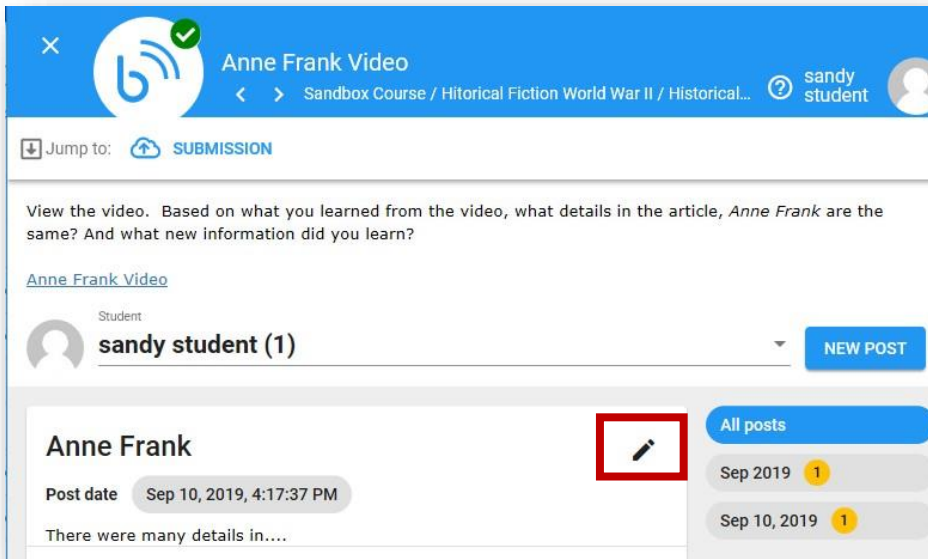 Anne Frank Video
Sandbox Course / Hitorical Fiction World War II / Historical...
sandy
student
Jump to: SUBMISSION
View the video. Based on what you learned from the video, what details in the article, Anne Frank are the
same? And what new information did you learn?
Anne Frank Video
Student
sandy student (1)
NEW POST
Anne Frank
Post date Sep 10, 2019, 4:17:37 PM
There were many details in....
All posts
Sep 2019 1
Sep 10, 2019 1